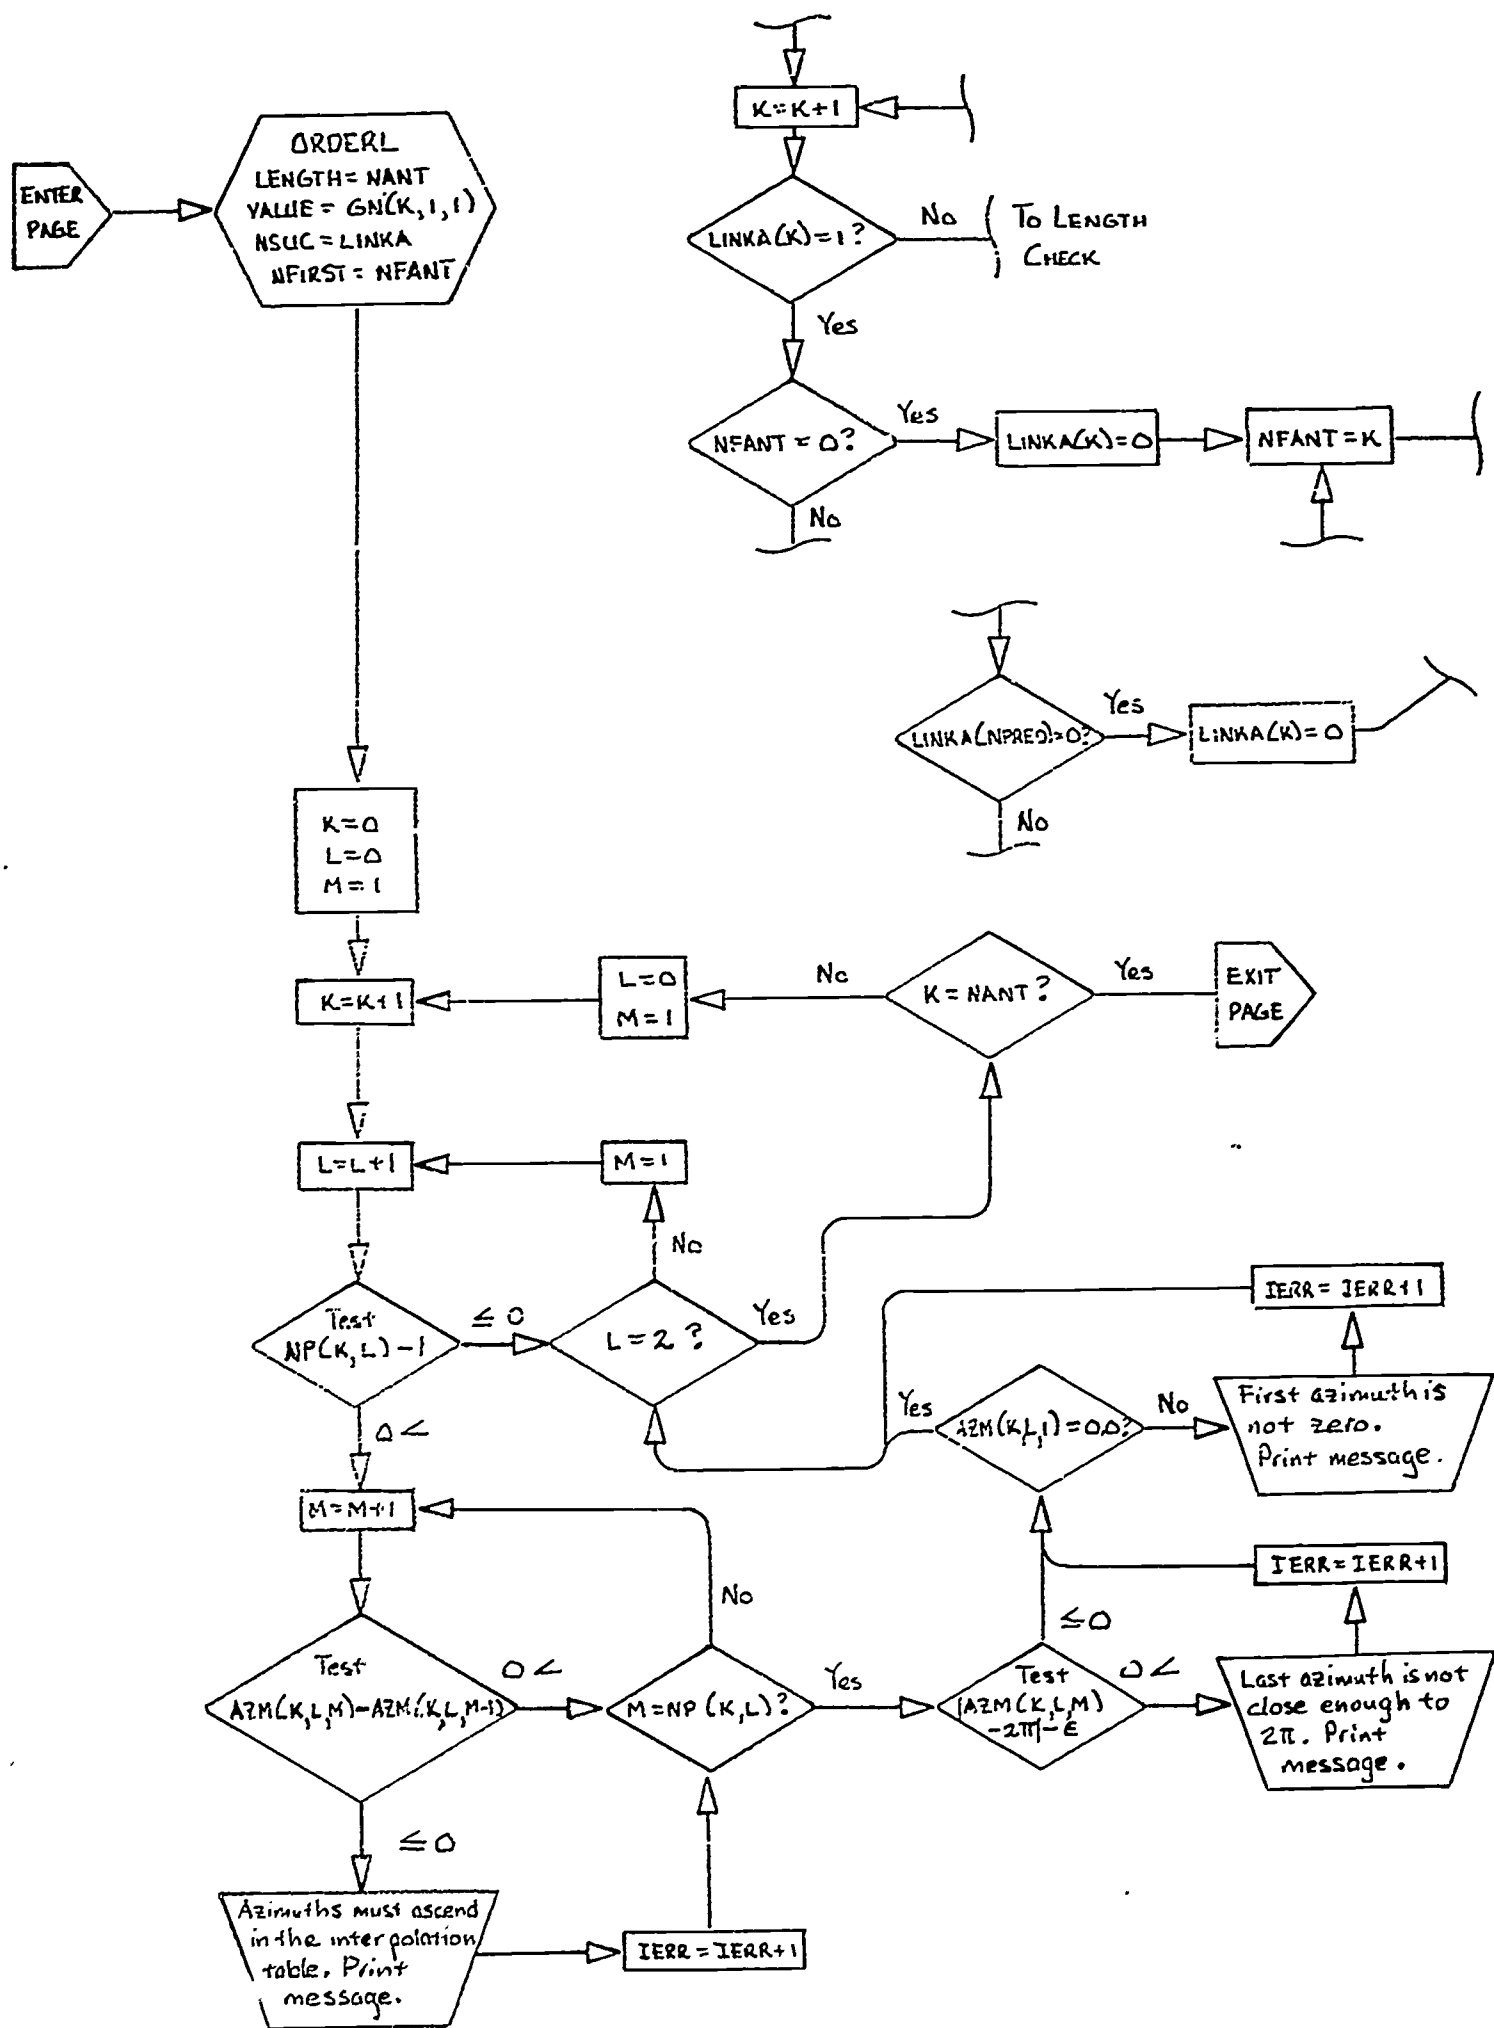 ENTER
PAGE
ORDERL
LENGTH = NANT
VALUE = GN(K,1,1)
NSUC = LINKA
NFIRST = NFANT
K=K+1
LINKA(K)=1?
No
To Length
Check
Yes
NFANT = 0?
Yes
LINKA(K)=0
NFANT=K
No
LINKA(NPRED)=0?
Yes
LINKA(K)=0
No
K=0
L=0
M=1
K=K+1
L=0
M=1
No
K=NANT?
Yes
EXIT
PAGE
L=L+1
M=1
No
Test
NP(K,L)-1
≤ 0
L=2 ?
Yes
IERR = IERR+1
0<
Yes
AZM(K,L,1)=0.0?
No
First azimuth is
not zero.
Print message.
M=M+1
No
IERR = IERR+1
≤0
Test
AZM(K,L,M)-AZM(K,L,M-1)
0<
M=NP(K,L)?
Yes
Test
|AZM(K,L,M)
-2π|-ε
0<
Last azimuth is not
close enough to
2π. Print
message.
≤0
Azimuths must ascend
in the interpolation
table. Print
message.
IERR = IERR+1